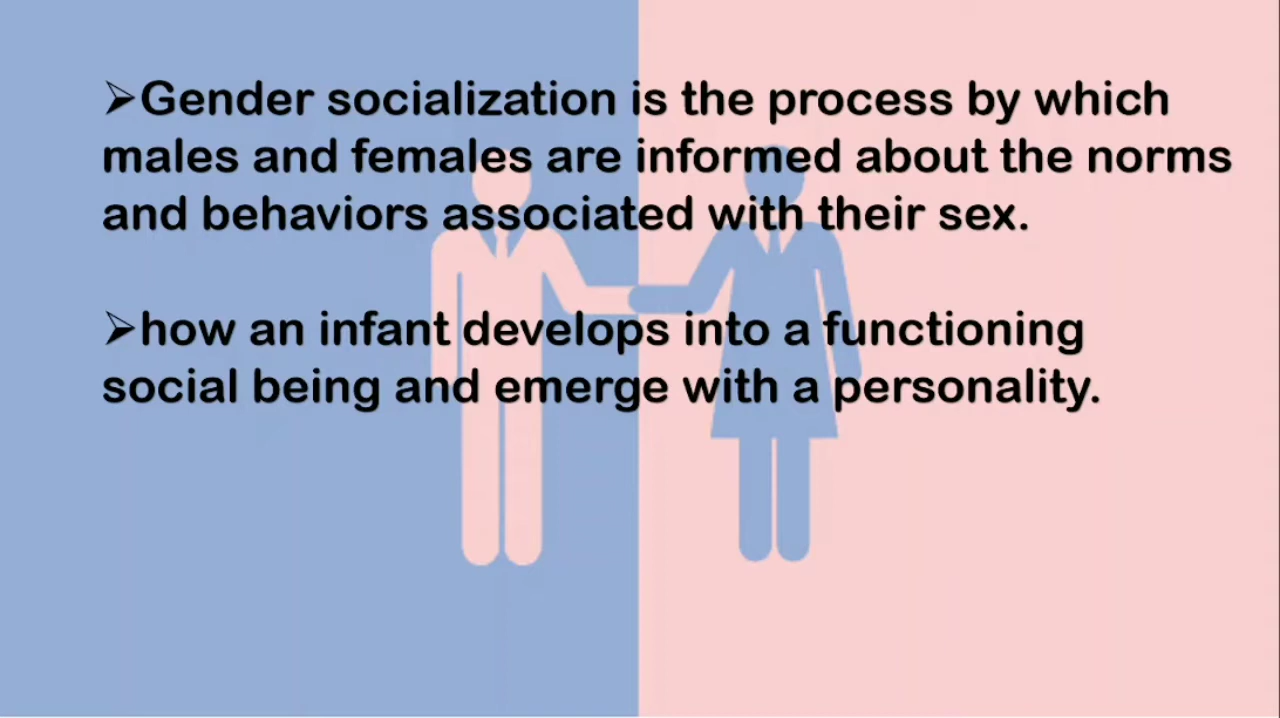 ➢Gender socialization is the process by which
males and females are informed about the norms
and behaviors associated with their sex.
➢how an infant develops into a functioning
social being and emerge with a personality.